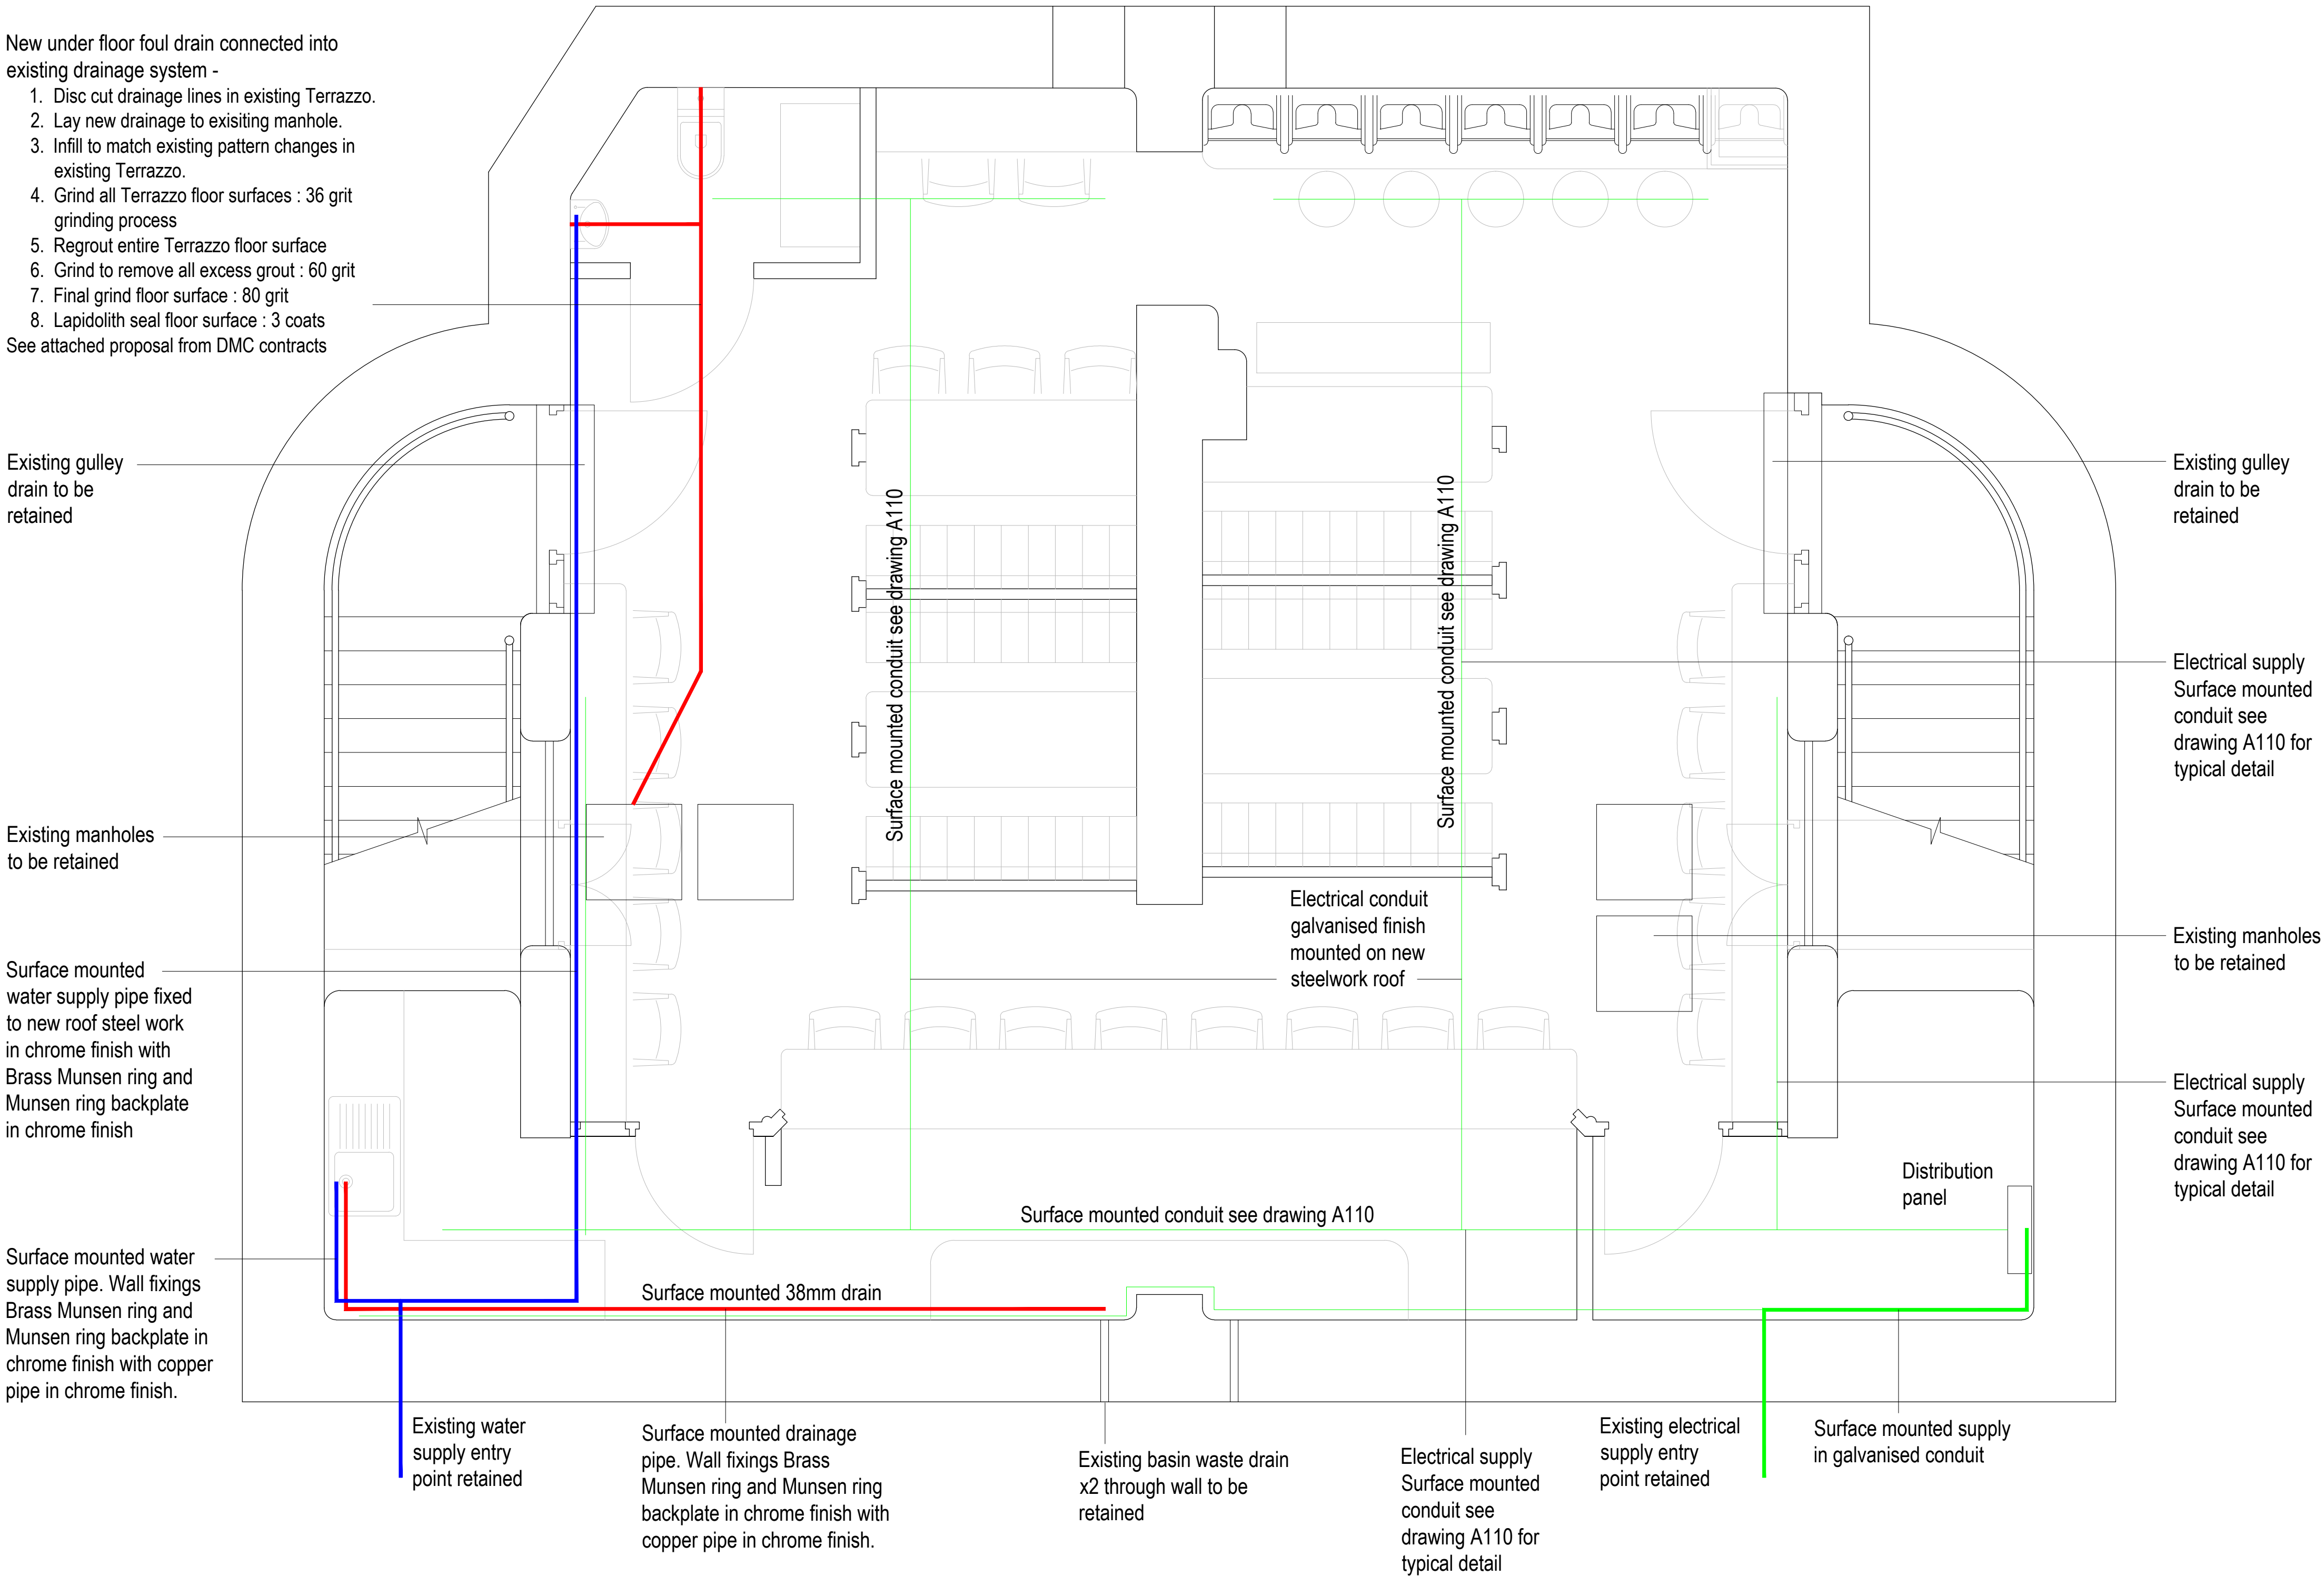 New under floor foul drain connected into
existing drainage system -
1. Disc cut drainage lines in existing Terrazzo.
2. Lay new drainage to exisiting manhole.
3. Infill to match existing pattern changes in
existing Terrazzo.
4. Grind all Terrazzo floor surfaces : 36 grit
grinding process
5. Regrout entire Terrazzo floor surface
6. Grind to remove all excess grout : 60 grit
7. Final grind floor surface : 80 grit
8. Lapidolith seal floor surface : 3 coats
See attached proposal from DMC contracts
Existing gulley
drain to be
retained
Existing manholes
to be retained
Surface mounted
water supply pipe fixed
to new roof steel work
in chrome finish with
Brass Munsen ring and
Munsen ring backplate
in chrome finish
Surface mounted water
supply pipe. Wall fixings
Brass Munsen ring and
Munsen ring backplate in
chrome finish with copper
pipe in chrome finish.
Surface mounted conduit see drawing A110
Surface mounted conduit see drawing A110
Electrical conduit
galvanised finish
mounted on new
steelwork roof
Surface mounted conduit see drawing A110
Surface mounted 38mm drain
Distribution
panel
Existing gulley
drain to be
retained
Electrical supply
Surface mounted
conduit see
drawing A110 for
typical detail
Existing manholes
to be retained
Electrical supply
Surface mounted
conduit see
drawing A110 for
typical detail
Existing water
supply entry
point retained
Surface mounted drainage
pipe. Wall fixings Brass
Munsen ring and Munsen ring
backplate in chrome finish with
copper pipe in chrome finish.
Existing basin waste drain
x2 through wall to be
retained
Electrical supply
Surface mounted
conduit see
drawing A110 for
typical detail
Existing electrical
supply entry
point retained
Surface mounted supply
in galvanised conduit